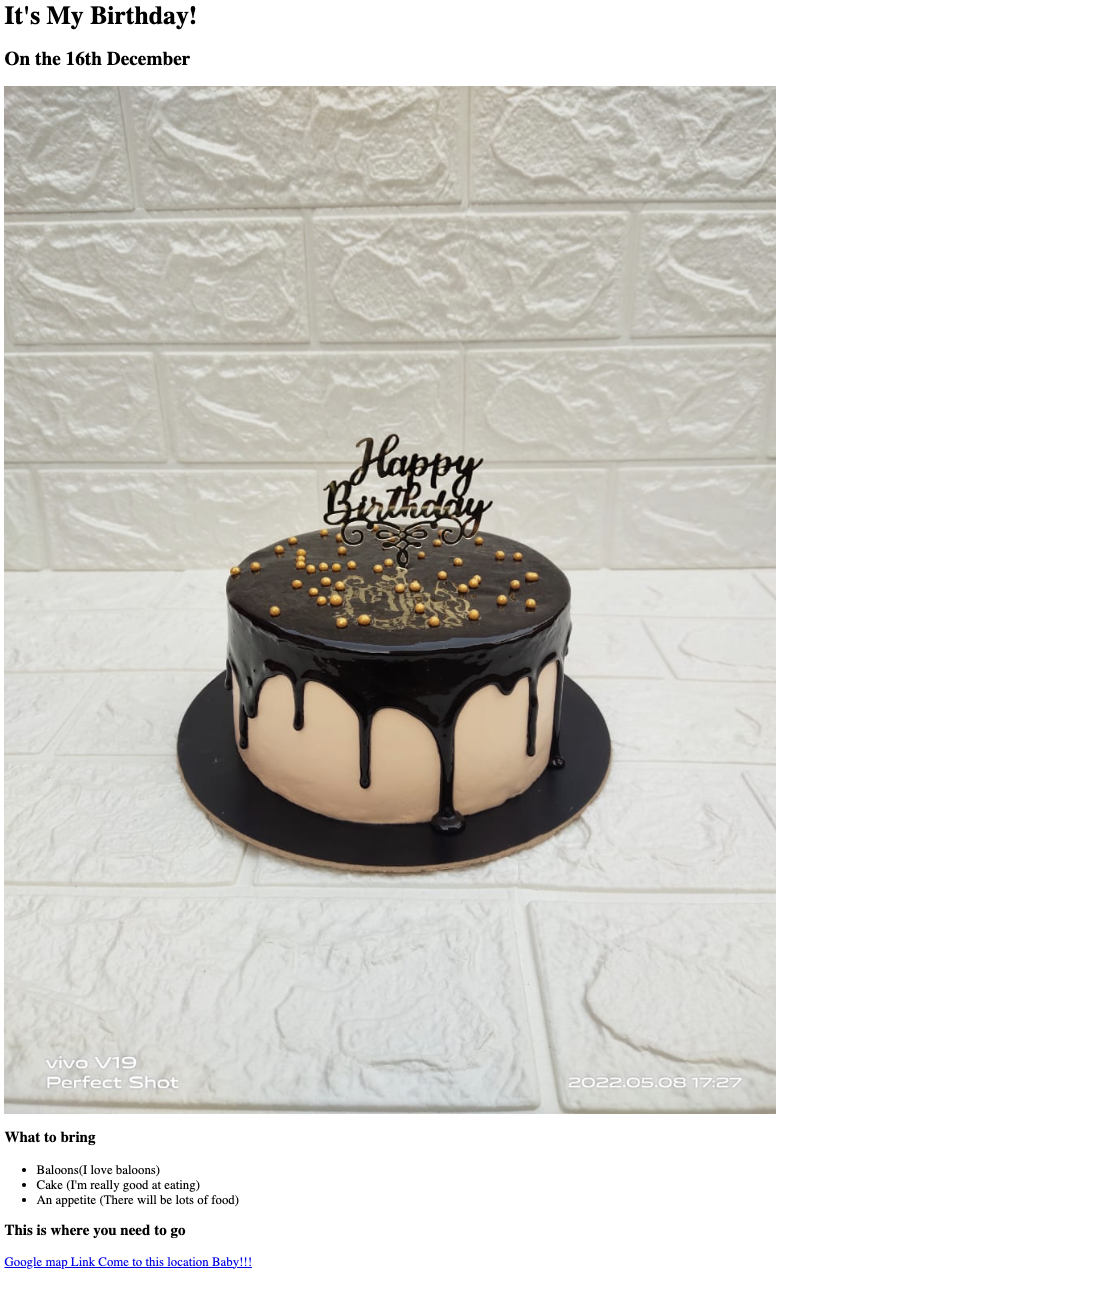 It's My Birthday!
On the 16th December
Happy
Birthday
vivo V19
Perfect Shot
2022.05.08 17:27
What to bring
Baloons(I love baloons)
Cake (I'm really good at eating)
An appetite (There will be lots of food)
This is where you need to go
Google map Link Come to this location Baby!!!